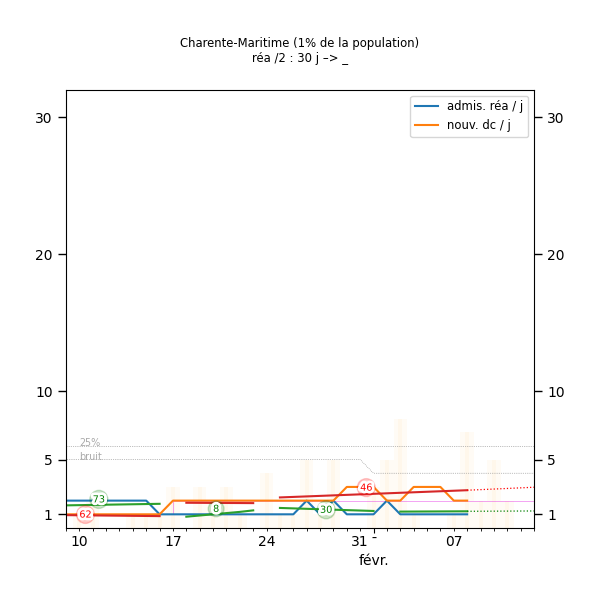 Charente-Maritime (1% de la population)
réa /2 : 30 j –> _
admis. réa / j
nouv. dc / j
30 30
20 20
10 10
25%
bruit
5 5
73
46
8
30
62
1 1
10 17 24 31 07
févr.